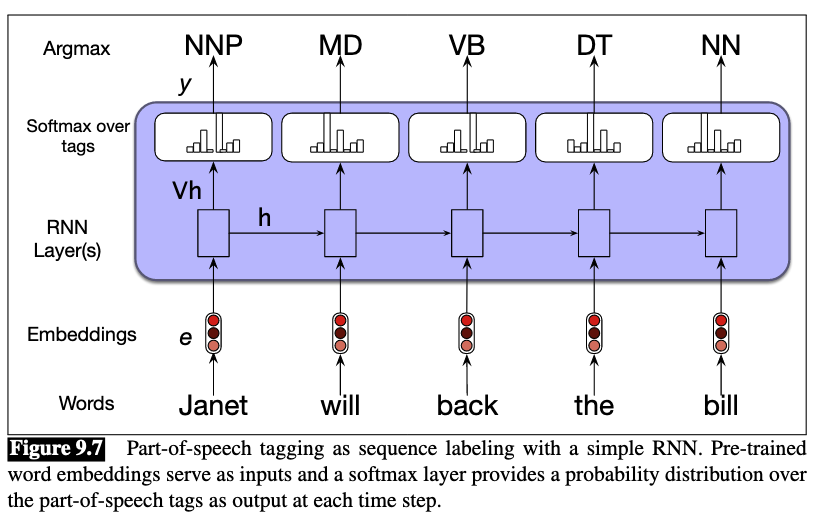 Argmax NNP MD VB DT NN
y
Softmax over
tags
Vh
h
RNN
Layer(s)
Embeddings e
Words Janet will back the bill
Figure 9.7 Part-of-speech tagging as sequence labeling with a simple RNN. Pre-trained
word embeddings serve as inputs and a softmax layer provides a probability distribution over
the part-of-speech tags as output at each time step.